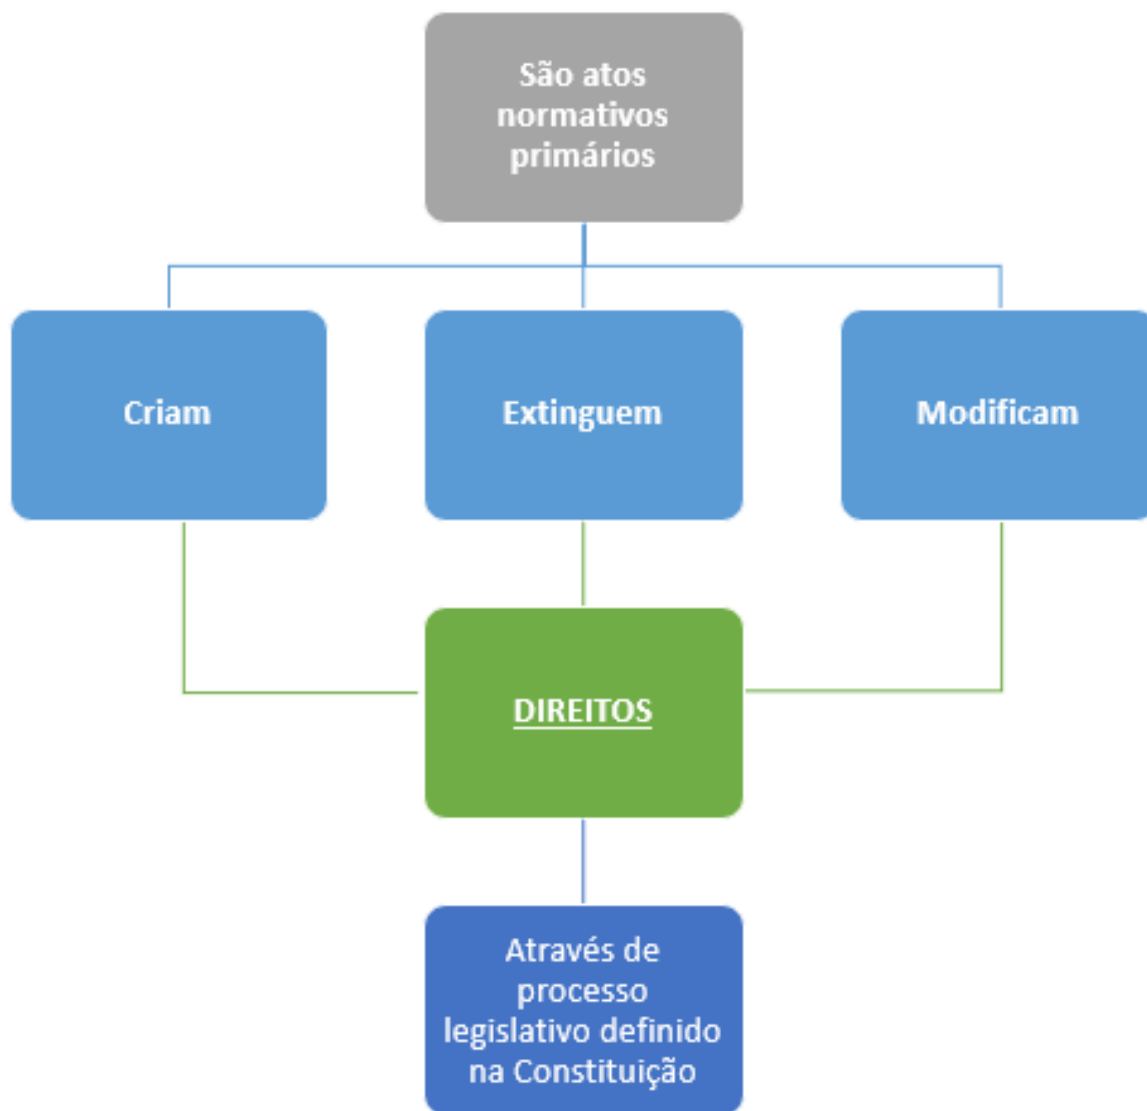 São atos
normativos
primários
Criam
Extinguem
Modificam
DIREITOS
Através de
processo
legislativo definido
na Constituição